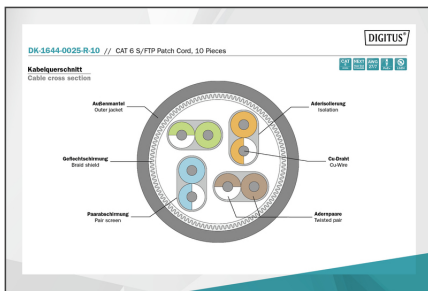 DIGITUS®
DK-1644-0025-R-10 // CAT 6 S/FTP Patch Cord, 10 Pieces
Kabelquerschnitt
Cable cross section
Außenmantel
Outer jacket
Aderisolierung
Isolation
Geflechtschirmung
Braid shield
Cu-Draht
Cu-Wire
Paarabschirmung
Pair screen
Adernpaare
Twisted pair